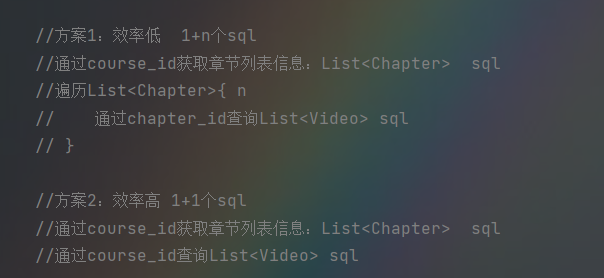 //方案1：效率低  1+n个sql
//通过course_id获取章节列表信息：List<Chapter>  sql
//遍历List<Chapter>{ n
//    通过chapter_id查询List<Video> sql
// }
//方案2：效率高 1+1个sql
//通过course_id获取章节列表信息：List<Chapter>  sql
//通过course_id查询List<Video> sql